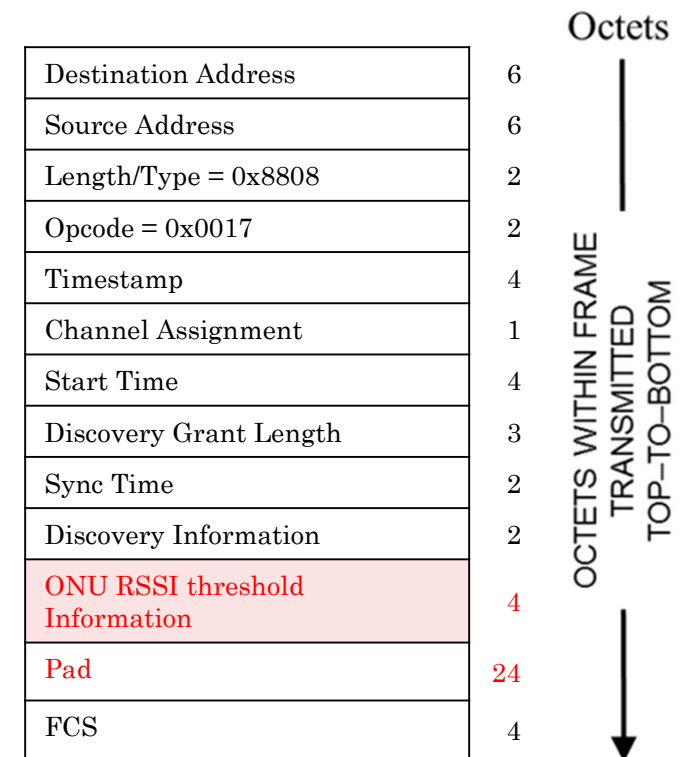 Octets
Destination Address 6
Source Address 6
Length/Type = 0x8808 2
Opcode = 0x0017 2
Timestamp 4
Channel Assignment 1
Start Time 4
Discovery Grant Length 3
Sync Time 2
Discovery Information 2
ONU RSSI threshold
Information 4
Pad 24
FCS 4
OCTETS WITHIN FRAME
TRANSMITTED
TOP–TO–BOTTOM